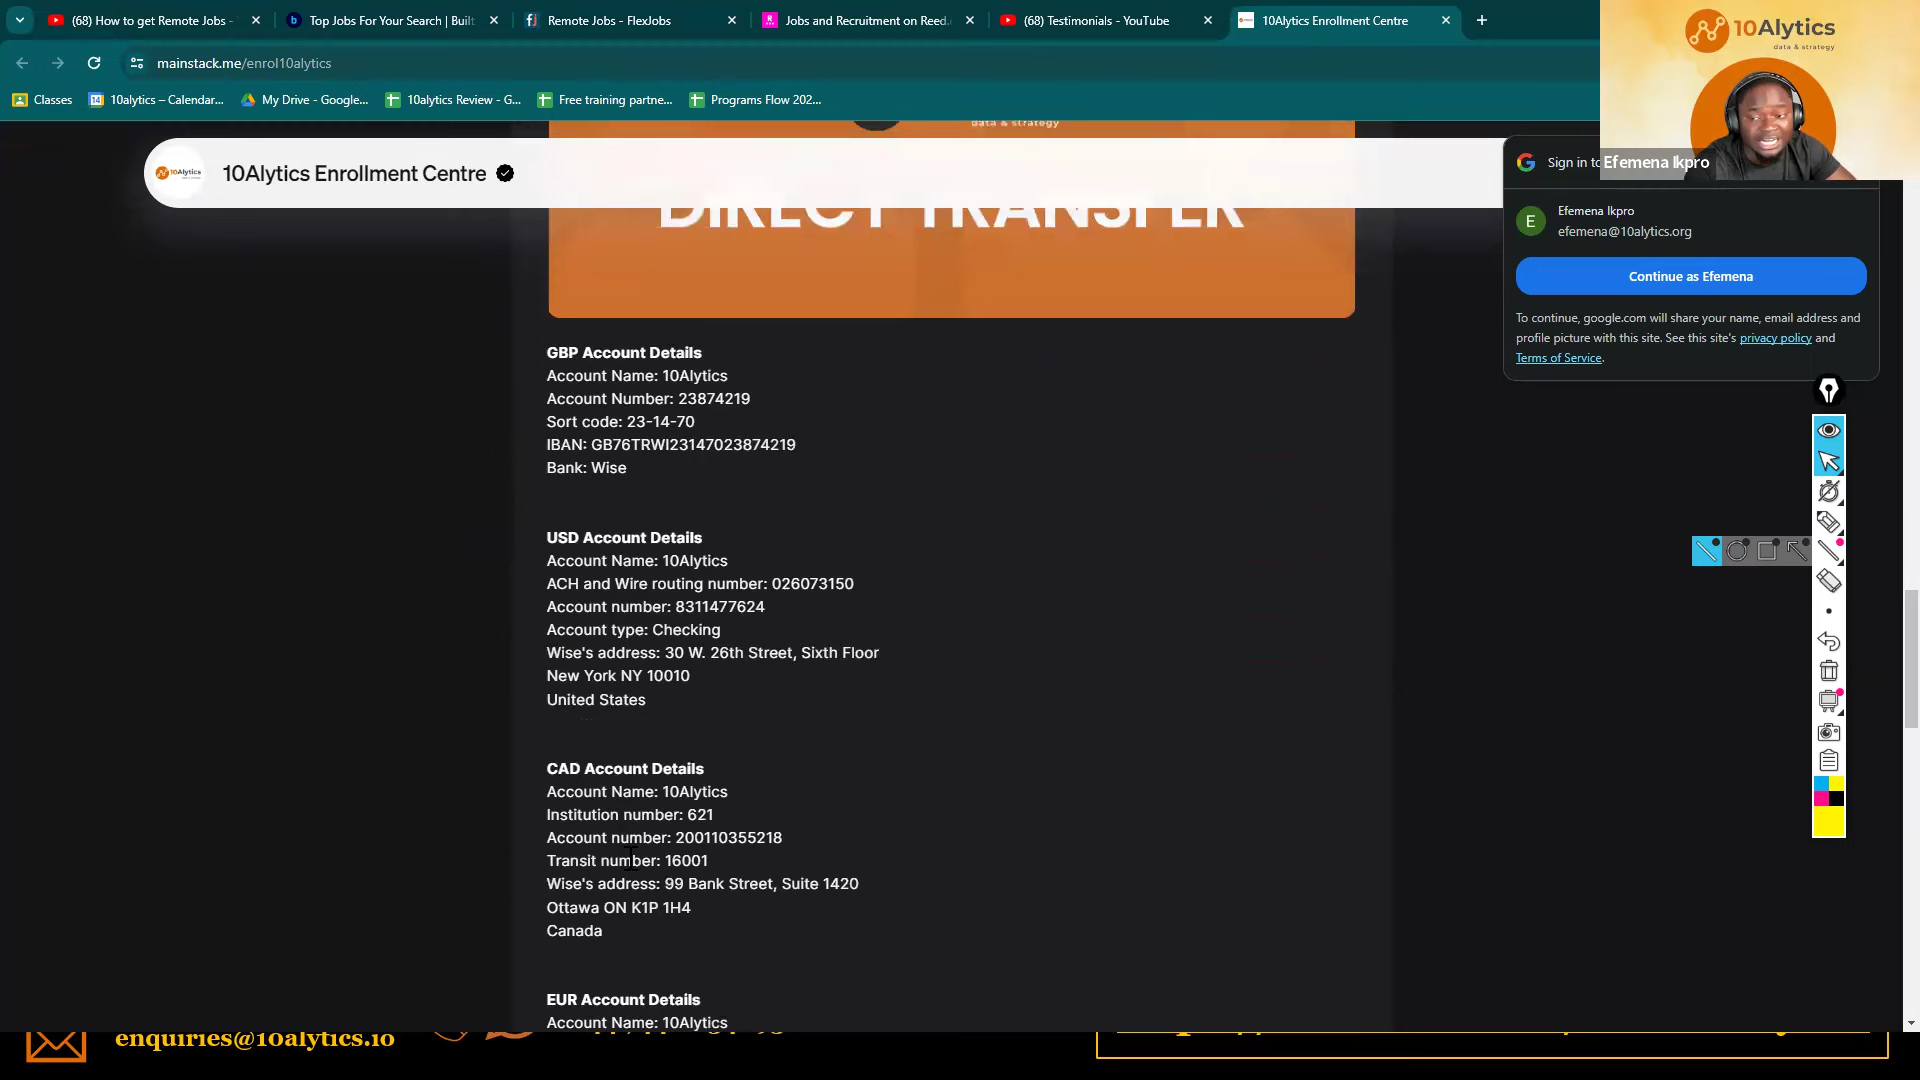 (68) How to get Remote Jobs -
Top Jobs For Your Search | Built
Remote Jobs - FlexJobs
Jobs and Recruitment on Reed.
(68) Testimonials - YouTube
10Alytics Enrollment Centre
mainstack.me/enrol10alytics
Classes
10alytics – Calendar...
My Drive - Google...
10alytics Review - G...
Free training partne...
Programs Flow 202...
10Alytics
data & strategy
Efemena Ikpro
data & strategy
10Alytics Enrollment Centre
DIRECT TRANSFER
Sign in to
Efemena Ikpro
efemena@10alytics.org
Continue as Efemena
To continue, google.com will share your name, email address and
profile picture with this site. See this site's privacy policy and
Terms of Service.
GBP Account Details
Account Name: 10Alytics
Account Number: 23874219
Sort code: 23-14-70
IBAN: GB76TRWI23147023874219
Bank: Wise
USD Account Details
Account Name: 10Alytics
ACH and Wire routing number: 026073150
Account number: 8311477624
Account type: Checking
Wise's address: 30 W. 26th Street, Sixth Floor
New York NY 10010
United States
CAD Account Details
Account Name: 10Alytics
Institution number: 621
Account number: 200110355218
Transit number: 16001
Wise's address: 99 Bank Street, Suite 1420
Ottawa ON K1P 1H4
Canada
EUR Account Details
Account Name: 10Alytics
enquiries@10alytics.io